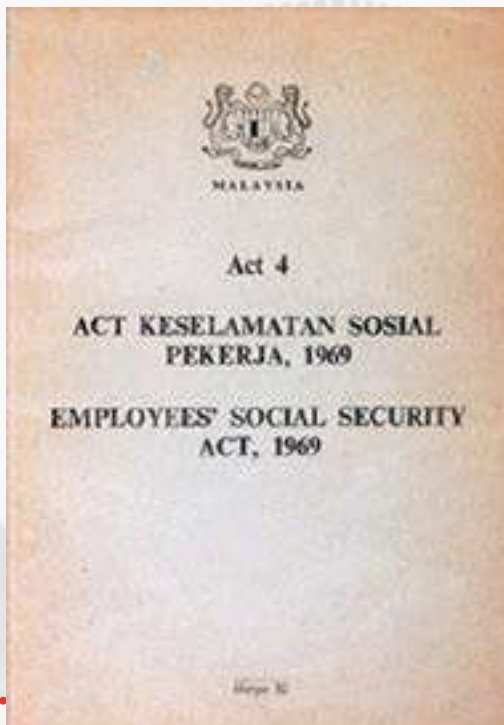 MALAYSIA
Act 4
ACT KESELAMATAN SOSIAL
PEKERJA, 1969
EMPLOYEES' SOCIAL SECURITY
ACT, 1969